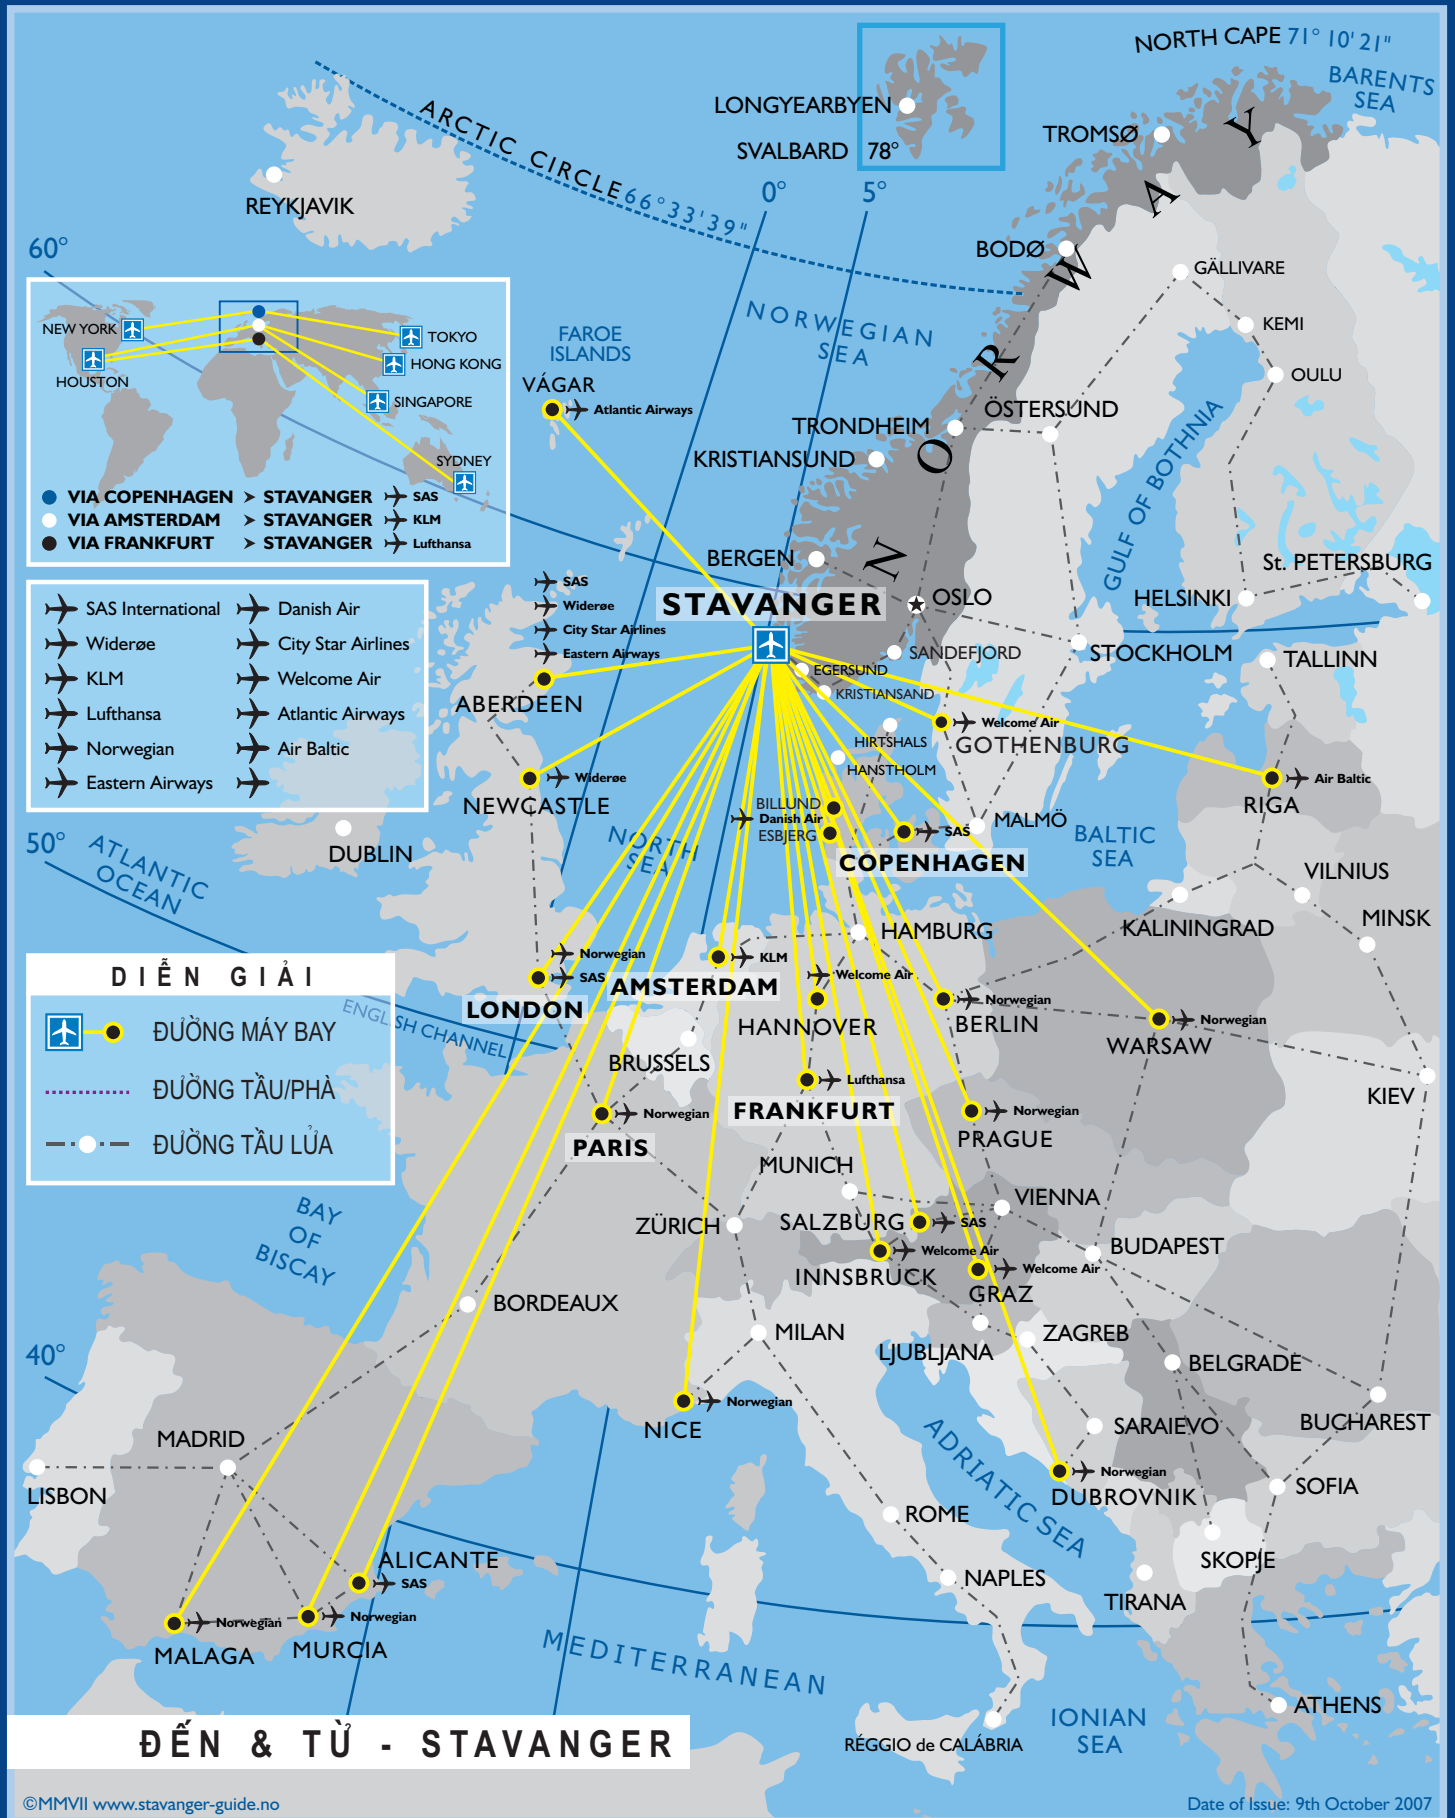 NORTH CAPE 71° 10'21"
BARENTS
SEA
LONGYEARBYEN
SVALBARD 78°
TROMSØ
ARCTIC CIRCLE 66°33'39"
0°
5°
REYKJAVIK
NORWAY
BODØ
GÄLLIVARE
60°
KEMI
OULU
NORWEGIAN
SEA
FAROE
ISLANDS
VÁGAR
Atlantic Airways
NEW YORK
HOUSTON
TOKYO
HONG KONG
SINGAPORE
SYDNEY
VIA COPENHAGEN > STAVANGER SAS
VIA AMSTERDAM > STAVANGER KLM
VIA FRANKFURT > STAVANGER Lufthansa
ÖSTERSUND
TRONDHEIM
KRISTIANSUND
GULF OF BOTHNIA
BERGEN
St. PETERSBURG
HELSINKI
STAVANGER
OSLO
SANDEFJORD
STOCKHOLM
TALLINN
EGERSUND
KRISTIANSAND
SAS International
Danish Air
Widerøe
City Star Airlines
KLM
Welcome Air
Lufthansa
Atlantic Airways
Norwegian
Air Baltic
Eastern Airways
SAS
Widerøe
City Star Airlines
Eastern Airways
ABERDEEN
Widerøe
NEWCASTLE
Welcome Air
GOTHENBURG
HIRTSHALS
HANSTHOLM
Air Baltic
RIGA
BILLUND
Danish Air
ESBJERG
SAS
COPENHAGEN
MALMÖ
BALTIC
SEA
NORTH
SEA
DUBLIN
50°
ATLANTIC
OCEAN
VILNIUS
MINSK
KALININGRAD
HAMBURG
Norwegian
SAS
LONDON
KLM
AMSTERDAM
Welcome Air
HANNOVER
Norwegian
BERLIN
Norwegian
WARSAW
ENGLISH CHANNEL
BRUSSELS
Lufthansa
FRANKFURT
KIEV
DIỄN GIẢI
ĐƯỜNG MÁY BAY
ĐƯỜNG TẦU/PHÀ
ĐƯỜNG TẦU LỬA
Norwegian
PARIS
Norwegian
PRAGUE
MUNICH
VIENNA
BAY
OF
BISCAY
ZÜRICH
SALZBURG
SAS
Welcome Air
INNSBRUCK
Welcome Air
GRAZ
BUDAPEST
BORDEAUX
MILAN
LJUBLJANA
ZAGREB
BELGRADE
40°
Norwegian
NICE
BUCHAREST
SARAIEVO
MADRID
LISBON
ADRIATIC SEA
Norwegian
DUBROVNIK
SOFIA
ROME
SKOPJE
ALICANTE
SAS
NAPLES
TIRANA
Norwegian
MALAGA
Norwegian
MURCIA
MEDITERRANEAN
ATHENS
IONIAN
SEA
RÉGGIO de CALÁBRIA
ĐẾN & TỪ - STAVANGER
©MMVII www.stavanger-guide.no
Date of Issue: 9th October 2007